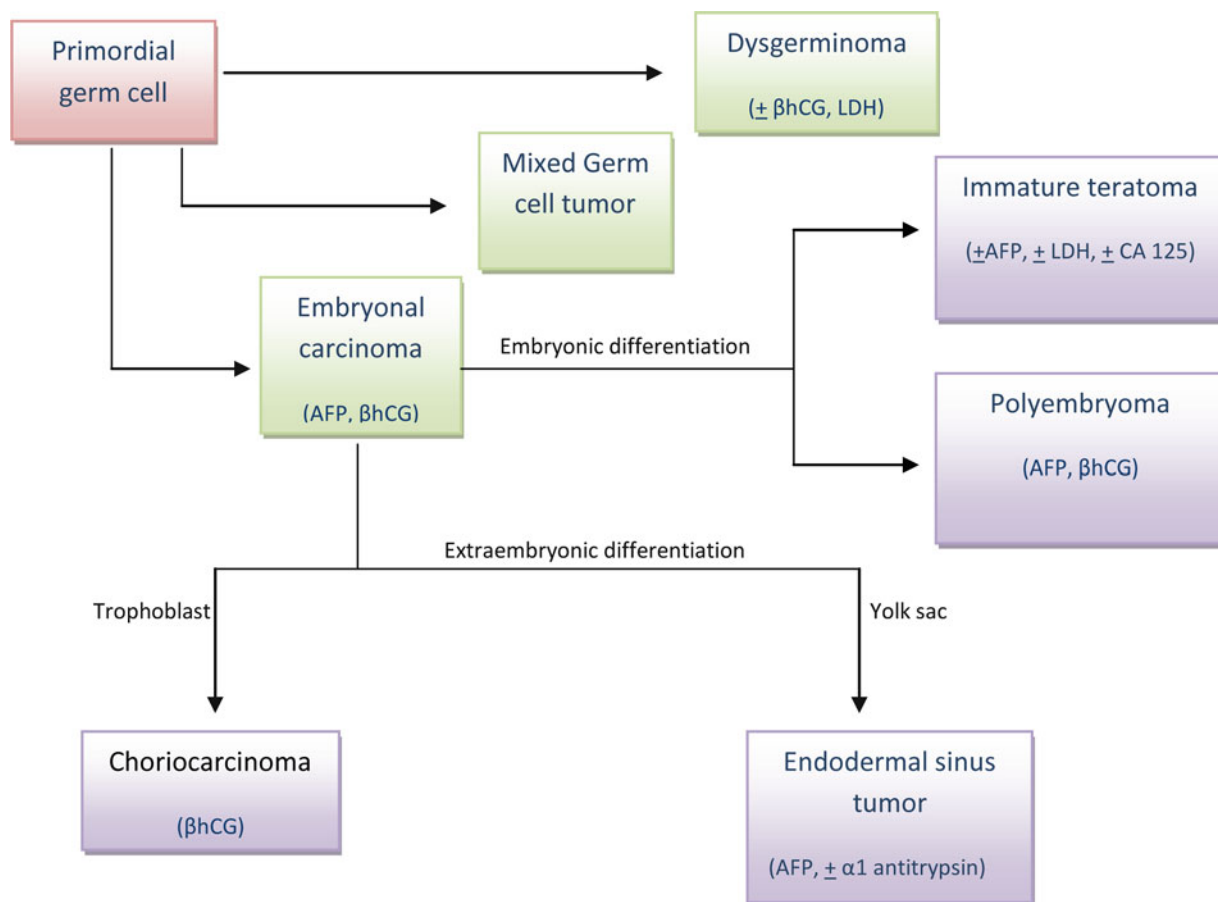 Primordial
germ cell
Dysgerminoma
(± βhCG, LDH)
Mixed Germ
cell tumor
Immature teratoma
(±AFP, ± LDH, ± CA 125)
Embryonal
carcinoma
(AFP, βhCG)
Embryonic differentiation
Polyembryoma
(AFP, βhCG)
Extraembryonic differentiation
Trophoblast
Yolk sac
Choriocarcinoma
(βhCG)
Endodermal sinus
tumor
(AFP, ± α1 antitrypsin)